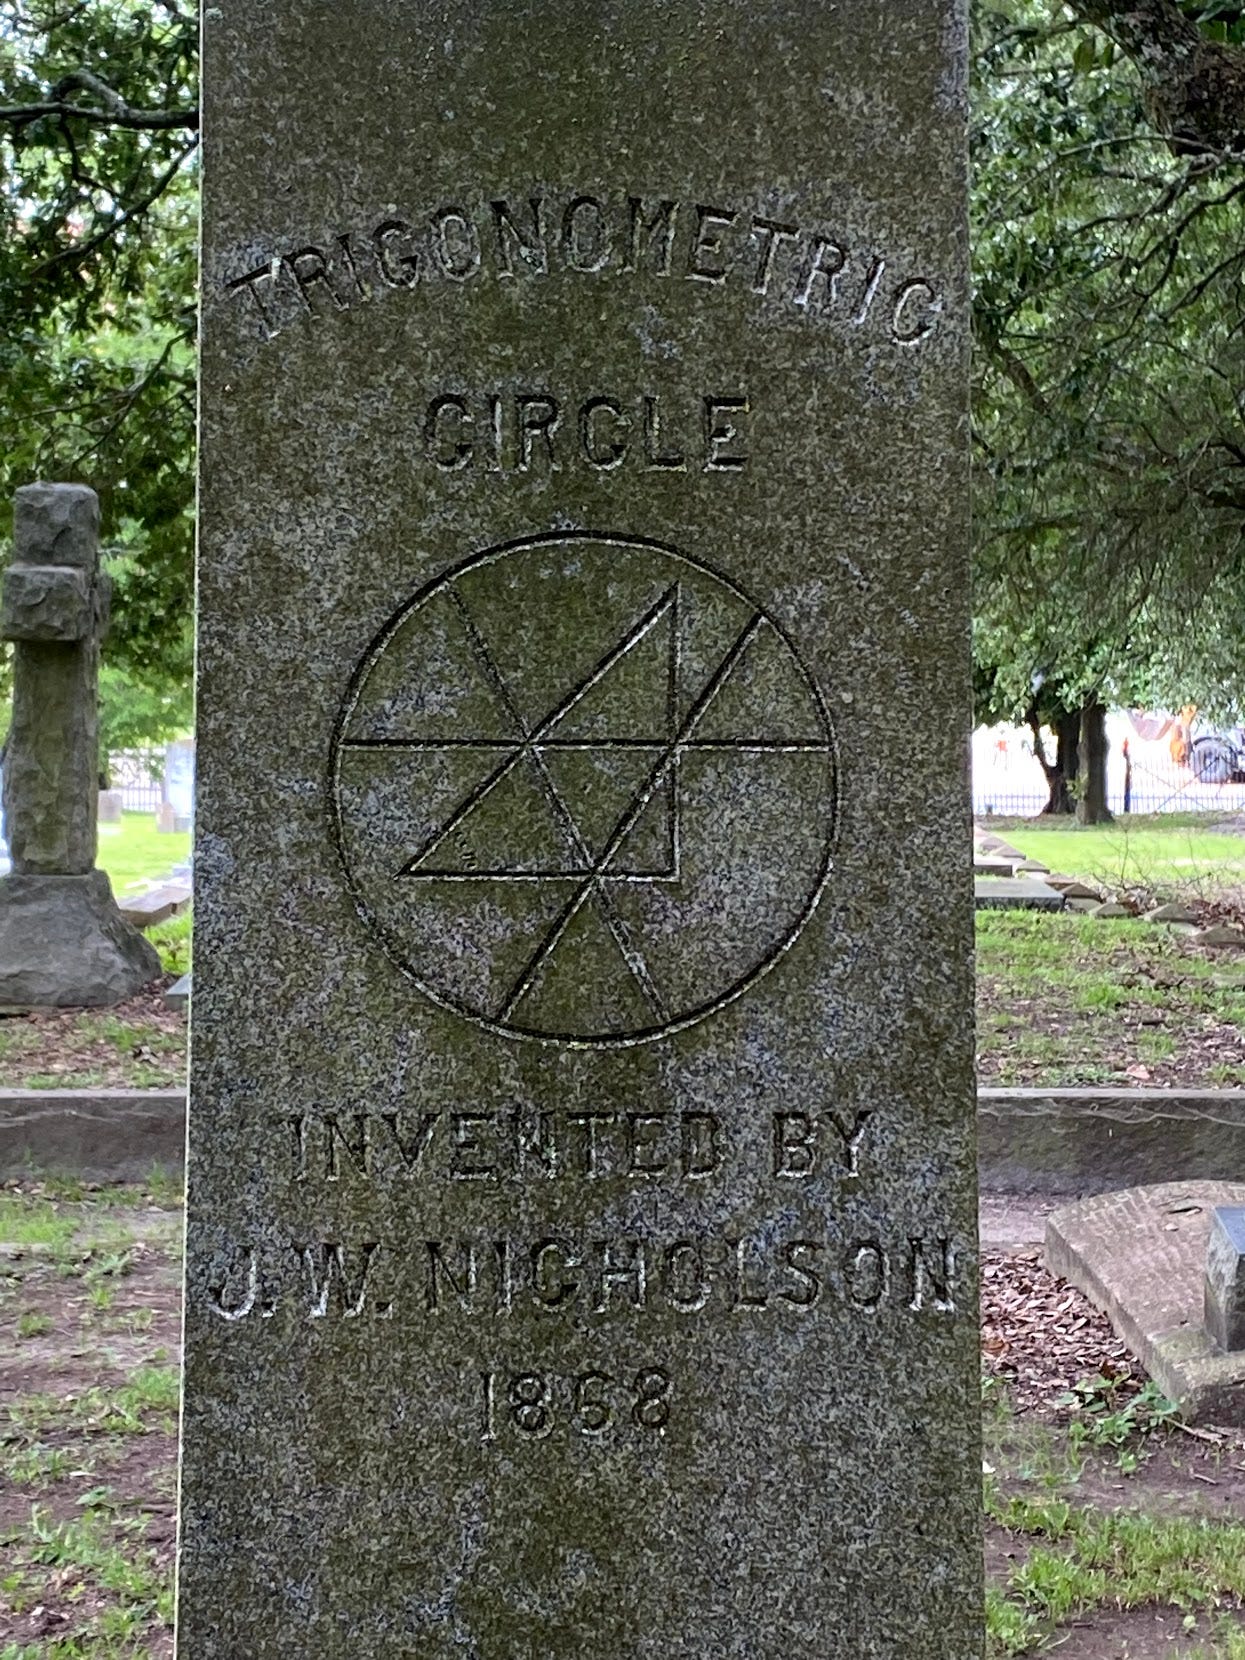 TRIGONOMETRIC
CIRCLE
INVENTED BY
J. W. NICHOLSON
1868